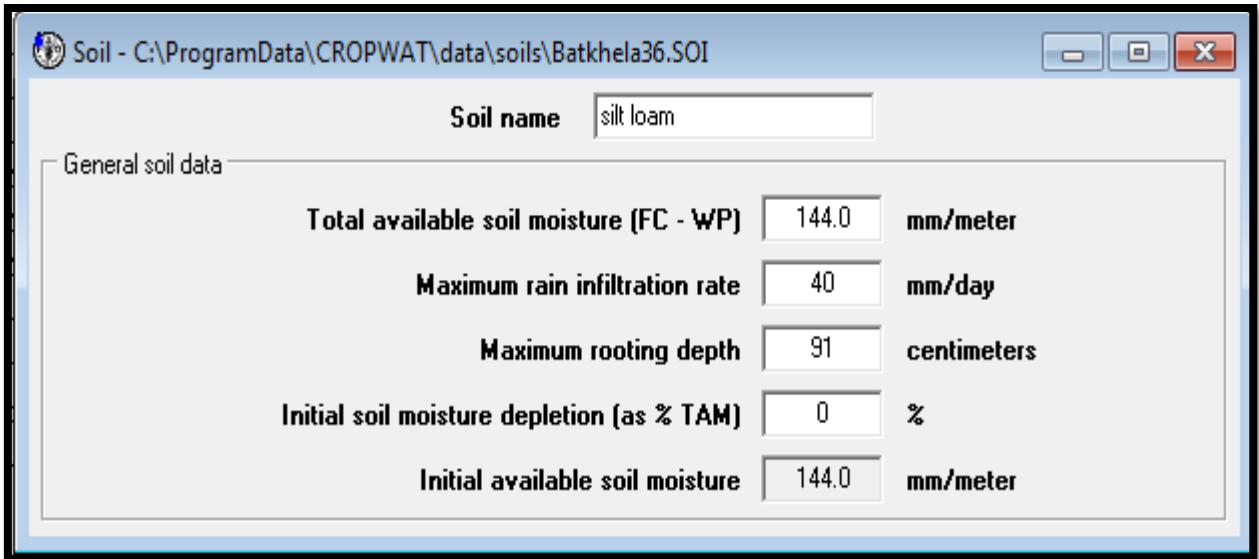 Soil - C:\ProgramData\CROPWAT\data\soils\Batkhela36.SOI
Soil name silt loam
General soil data
Total available soil moisture (FC - WP) 144.0 mm/meter
Maximum rain infiltration rate 40 mm/day
Maximum rooting depth 91 centimeters
Initial soil moisture depletion (as % TAM) 0 %
Initial available soil moisture 144.0 mm/meter